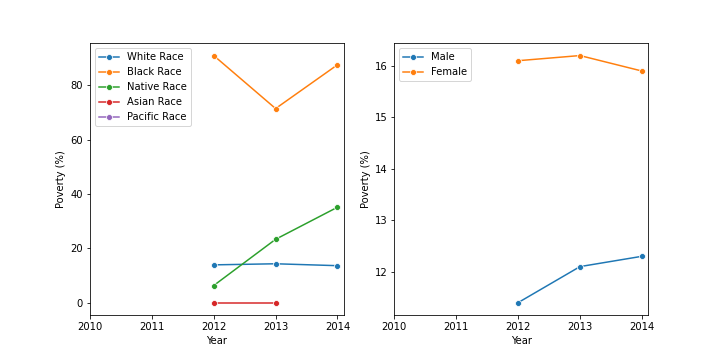 White Race
Black Race
Native Race
Asian Race
Pacific Race
80
60
40
20
0
Poverty (%)
2010 2011 2012 2013 2014
Year
Male
Female
16
15
14
13
12
Poverty (%)
2010 2011 2012 2013 2014
Year